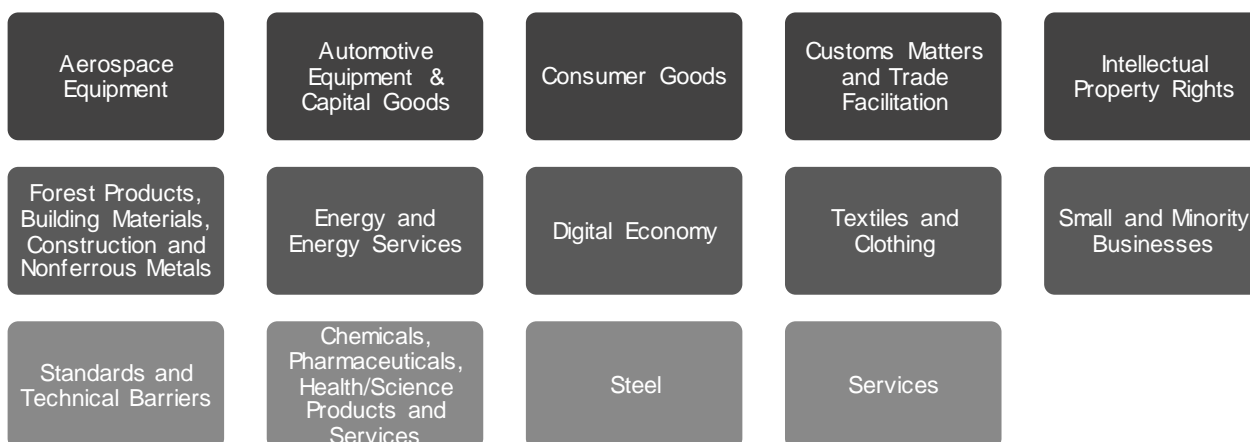 Aerospace
Equipment
Automotive
Equipment &
Capital Goods
Consumer Goods
Customs Matters
and Trade
Facilitation
Intellectual
Property Rights
Forest Products,
Building Materials,
Construction and
Nonferrous Metals
Energy and
Energy Services
Digital Economy
Textiles and
Clothing
Small and Minority
Businesses
Standards and
Technical Barriers
Chemicals,
Pharmaceuticals,
Health/Science
Products and
Services
Steel
Services